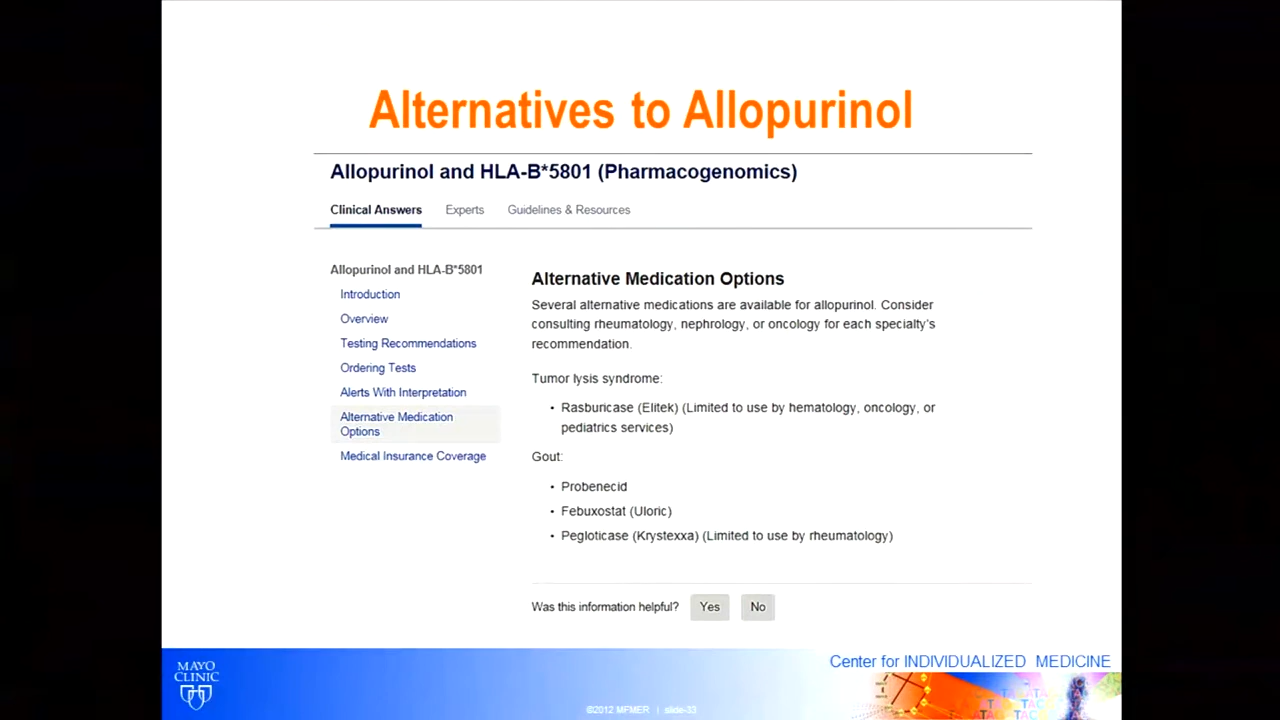 Alternatives to Allopurinol
Allopurinol and HLA-B*5801 (Pharmacogenomics)
Clinical Answers Experts Guidelines & Resources
Allopurinol and HLA-B*5801
Introduction
Overview
Testing Recommendations
Ordering Tests
Alerts With Interpretation
Alternative Medication
Options
Medical Insurance Coverage
Alternative Medication Options
Several alternative medications are available for allopurinol. Consider
consulting rheumatology, nephrology, or oncology for each specialty's
recommendation.
Tumor lysis syndrome:
• Rasburicase (Elitek) (Limited to use by hematology, oncology, or
pediatrics services)
Gout:
• Probenecid
• Febuxostat (Uloric)
• Pegloticase (Krystexxa) (Limited to use by rheumatology)
Was this information helpful? Yes No
MAYO
CLINIC
Center for INDIVIDUALIZED MEDICINE
©2012 MFMER | slide-33